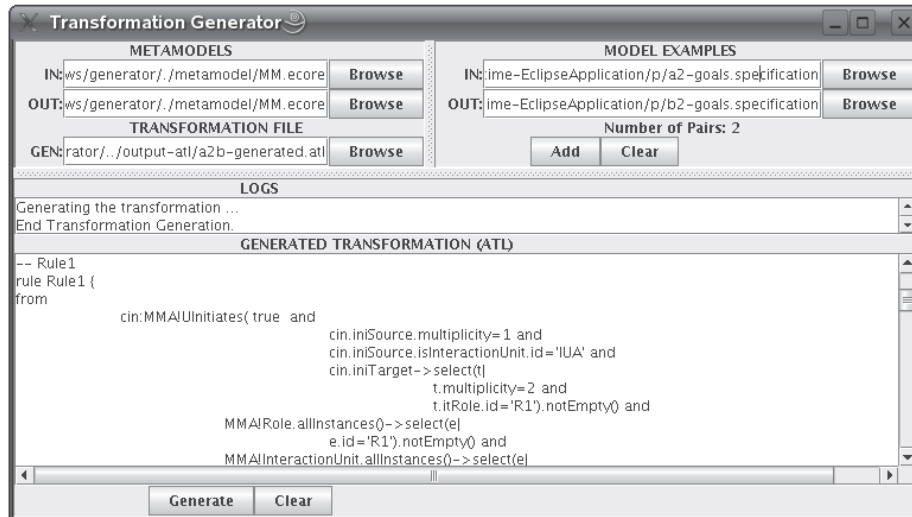 Transformation Generator
METAMODELS
IN: ws/generator/./metamodel/MM.ecore Browse
OUT: ws/generator/./metamodel/MM.ecore Browse
TRANSFORMATION FILE
GEN: rator/../output-atl/a2b-generated.atl Browse
MODEL EXAMPLES
IN: :ime-EclipseApplication/p/a2-goals.specification Browse
OUT: ime-EclipseApplication/p/b2-goals.specification Browse
Number of Pairs: 2
Add Clear
LOGS
Generating the transformation ...
End Transformation Generation.
GENERATED TRANSFORMATION (ATL)
-- Rule1
rule Rule1 {
from
cin:MMA!UInitiates( true and
cin.iniSource.multiplicity=1 and
cin.iniSource.isInteractionUnit.id='IUA' and
cin.iniTarget->select(t|
t.multiplicity=2 and
t.itRole.id='R1').notEmpty() and
MMA!Role.allInstances()->select(e|
e.id='R1').notEmpty() and
MMA!InteractionUnit.allInstances()->select(e|
Generate Clear